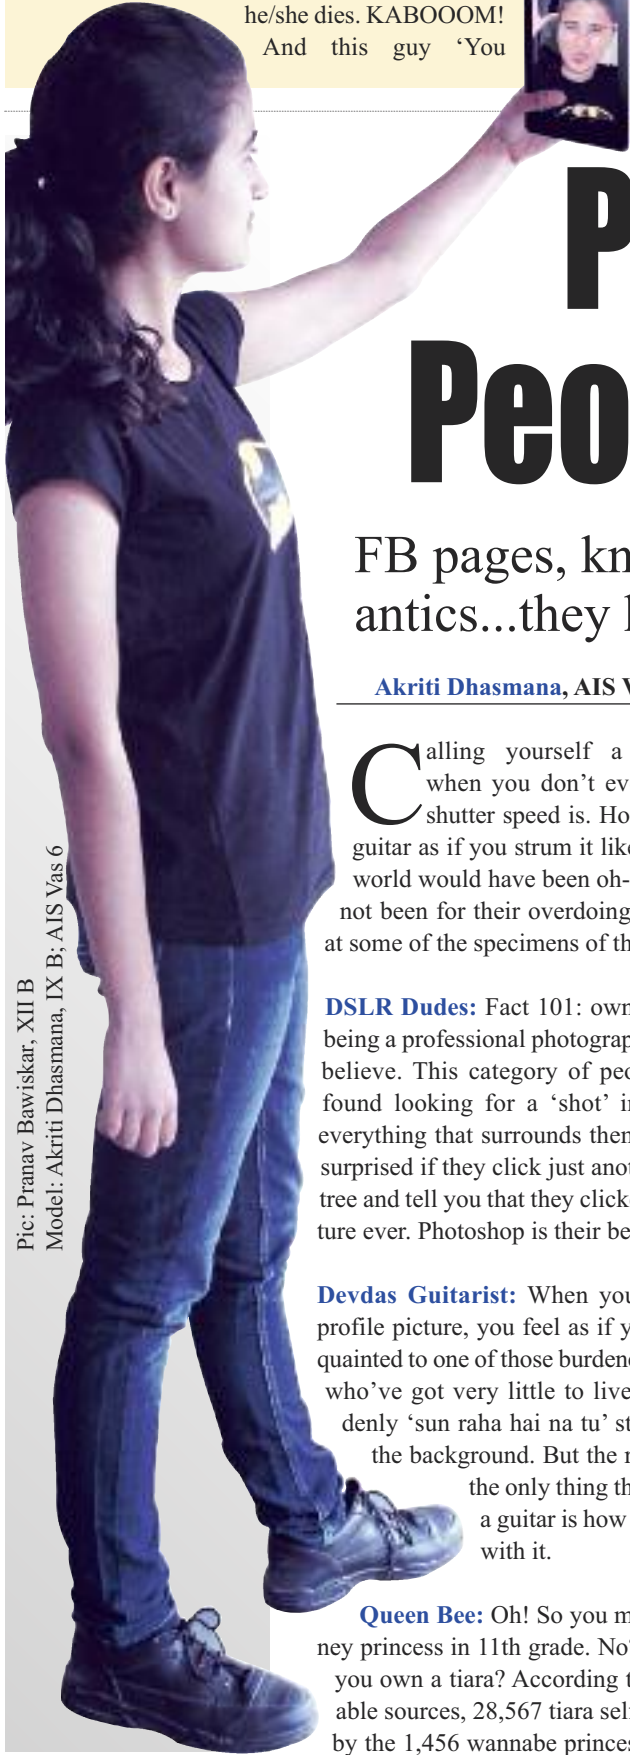 he/she dies. KABOOOM!
And this guy ‘You
P
Peo
FB pages, kn
antics...they
Akriti Dhasmana, AIS V
Calling yourself a
when you don’t ev
shutter speed is. Ho
guitar as if you strum it like
world would have been oh-
not been for their overdoing
at some of the specimens of th
DSLR Dudes: Fact 101: own
being a professional photograp
believe. This category of peo
found looking for a ‘shot’ in
everything that surrounds them
surprised if they click just anot
tree and tell you that they click
ture ever. Photoshop is their be
Devdas Guitarist: When you
profile picture, you feel as if y
quainted to one of those burdene
who’ve got very little to live
denly ‘sun raha hai na tu’ st
the background. But the
the only thing th
a guitar is how
with it.
Queen Bee: Oh! So you m
ney princess in 11th grade. No
you own a tiara? According t
able sources, 28,567 tiara sel
by the 1,456 wannabe princes
Pic: Pranav Bawiskar, XII B
Model: Akriti Dhasmana, IX B; AIS Vas 6